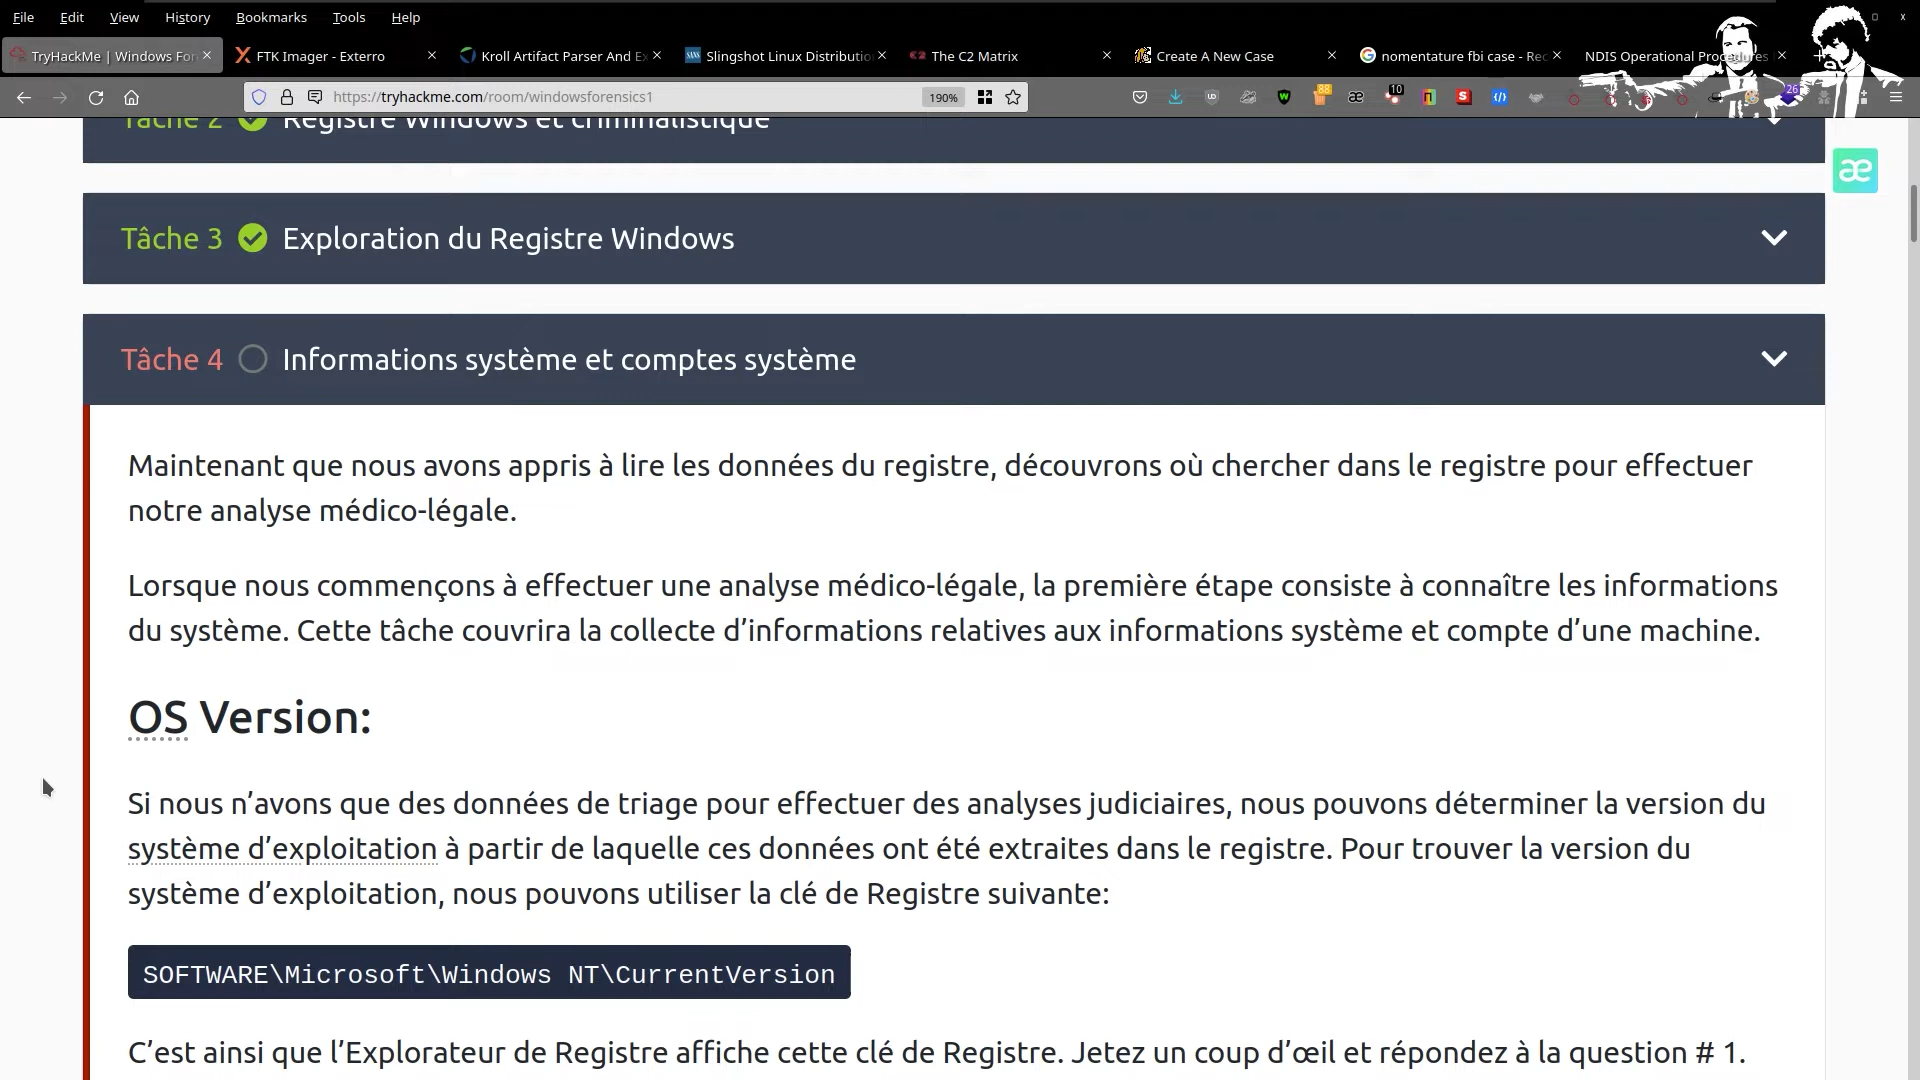 File Edit View History Bookmarks Tools Help
TryHackMe | Windows For
FTK Imager - Exterro
Kroll Artifact Parser And Ex
Slingshot Linux Distributio
The C2 Matrix
Create A New Case
nomentature fbi case - Rec
NDIS Operational Procedures
https://tryhackme.com/room/windowsforensics1 190% 88 10 26
Tâche 2 Registre Windows et criminalistique
æ
Tâche 3 Exploration du Registre Windows
Tâche 4 Informations système et comptes système
Maintenant que nous avons appris à lire les données du registre, découvrons où chercher dans le registre pour effectuer
notre analyse médico-légale.
Lorsque nous commençons à effectuer une analyse médico-légale, la première étape consiste à connaître les informations
du système. Cette tâche couvrira la collecte d’informations relatives aux informations système et compte d’une machine.
OS Version:
Si nous n’avons que des données de triage pour effectuer des analyses judiciaires, nous pouvons déterminer la version du
système d’exploitation à partir de laquelle ces données ont été extraites dans le registre. Pour trouver la version du
système d’exploitation, nous pouvons utiliser la clé de Registre suivante:
SOFTWARE\Microsoft\Windows NT\CurrentVersion
C’est ainsi que l’Explorateur de Registre affiche cette clé de Registre. Jetez un coup d’œil et répondez à la question # 1.